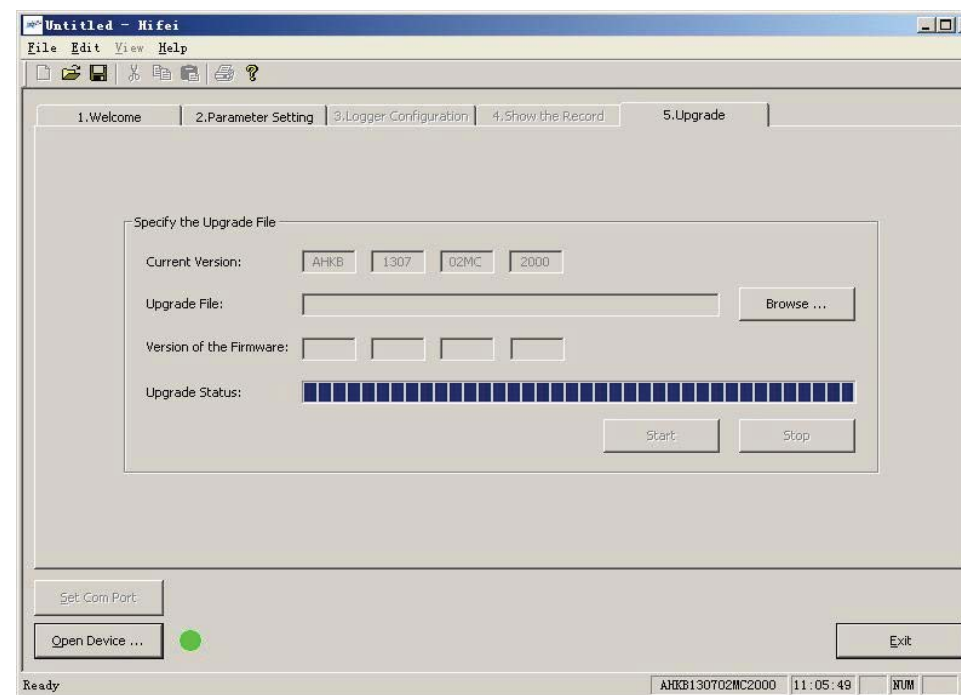 Untitled - Hifei
File Edit View Help
1.Welcome 2.Parameter Setting 3.Logger Configuration 4.Show the Record 5.Upgrade
Specify the Upgrade File
Current Version: AHKB 1307 02MC 2000
Upgrade File: Browse ...
Version of the Firmware:
Upgrade Status:
Start Stop
Set Com Port
Open Device ... Exit
Ready AHKB130702MC2000 11:05:49 NUM